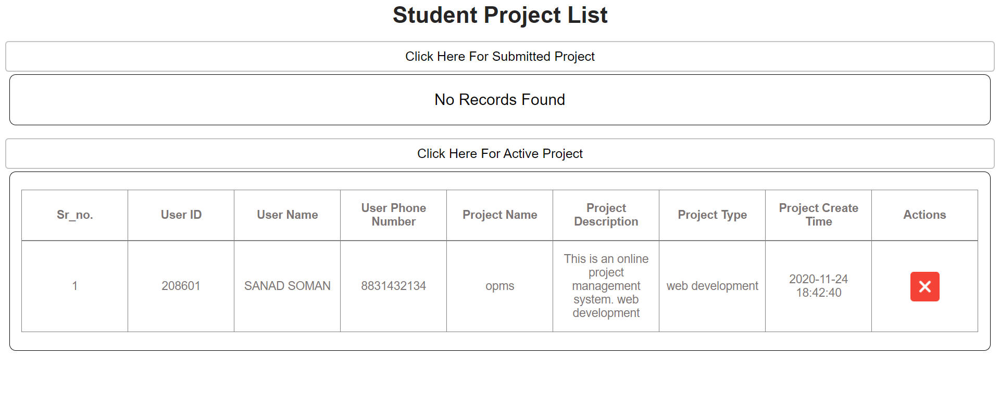 Student Project List
Click Here For Submitted Project
No Records Found
Click Here For Active Project
Sr_no.
User ID
User Name
User Phone
Number
Project Name
Project
Description
Project Type
Project Create
Time
Actions
1
208601
SANAD SOMAN
8831432134
opms
This is an online
project
management
system. web
development
web development
2020-11-24
18:42:40